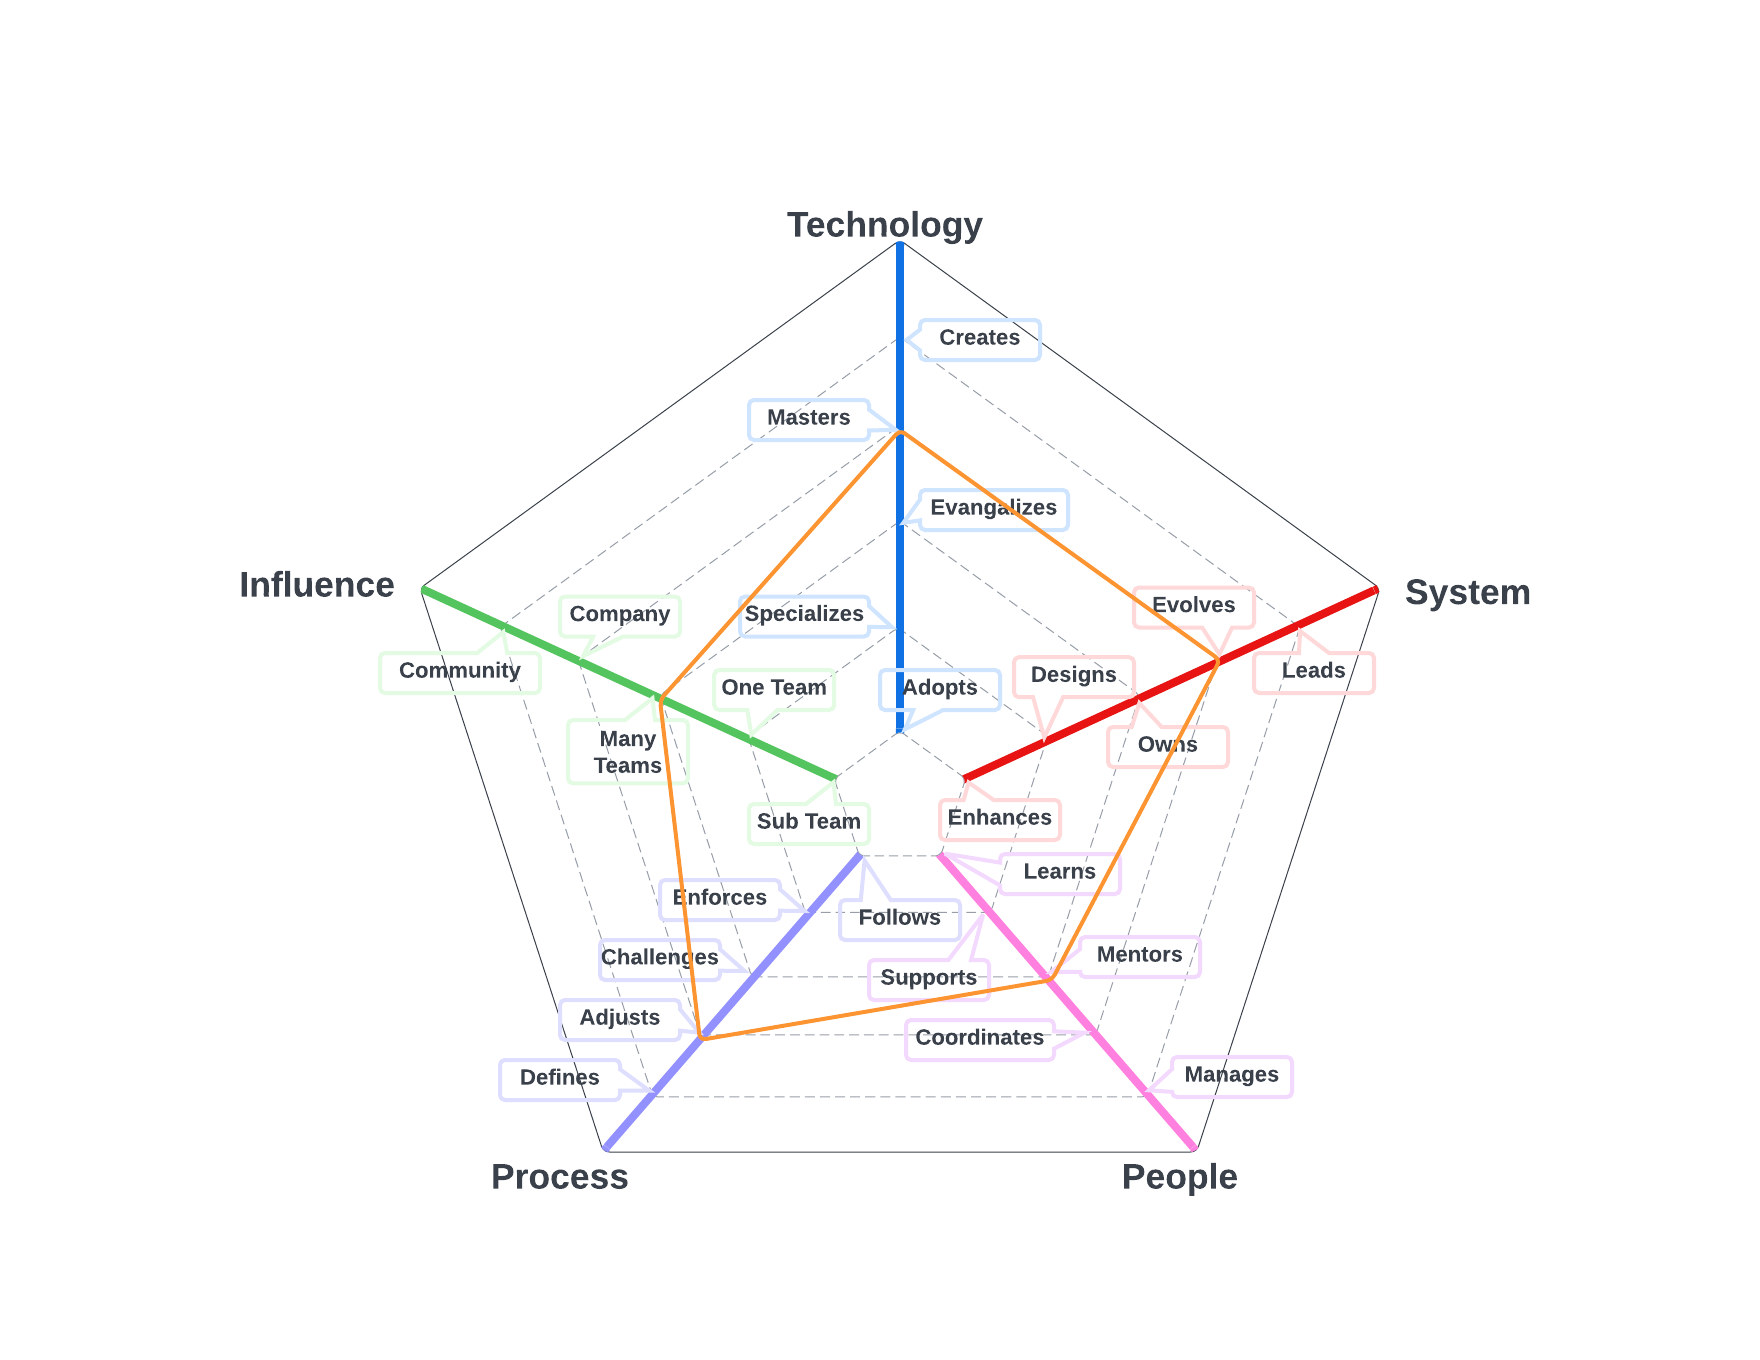 Technology
Creates
Masters
Evangalizes
Influence
System
Company
Specializes
Evolves
Community
One Team
Adopts
Designs
Leads
Many
Teams
Owns
Sub Team
Enhances
Learns
Enforces
Follows
Challenges
Supports
Mentors
Adjusts
Coordinates
Defines
Manages
Process
People